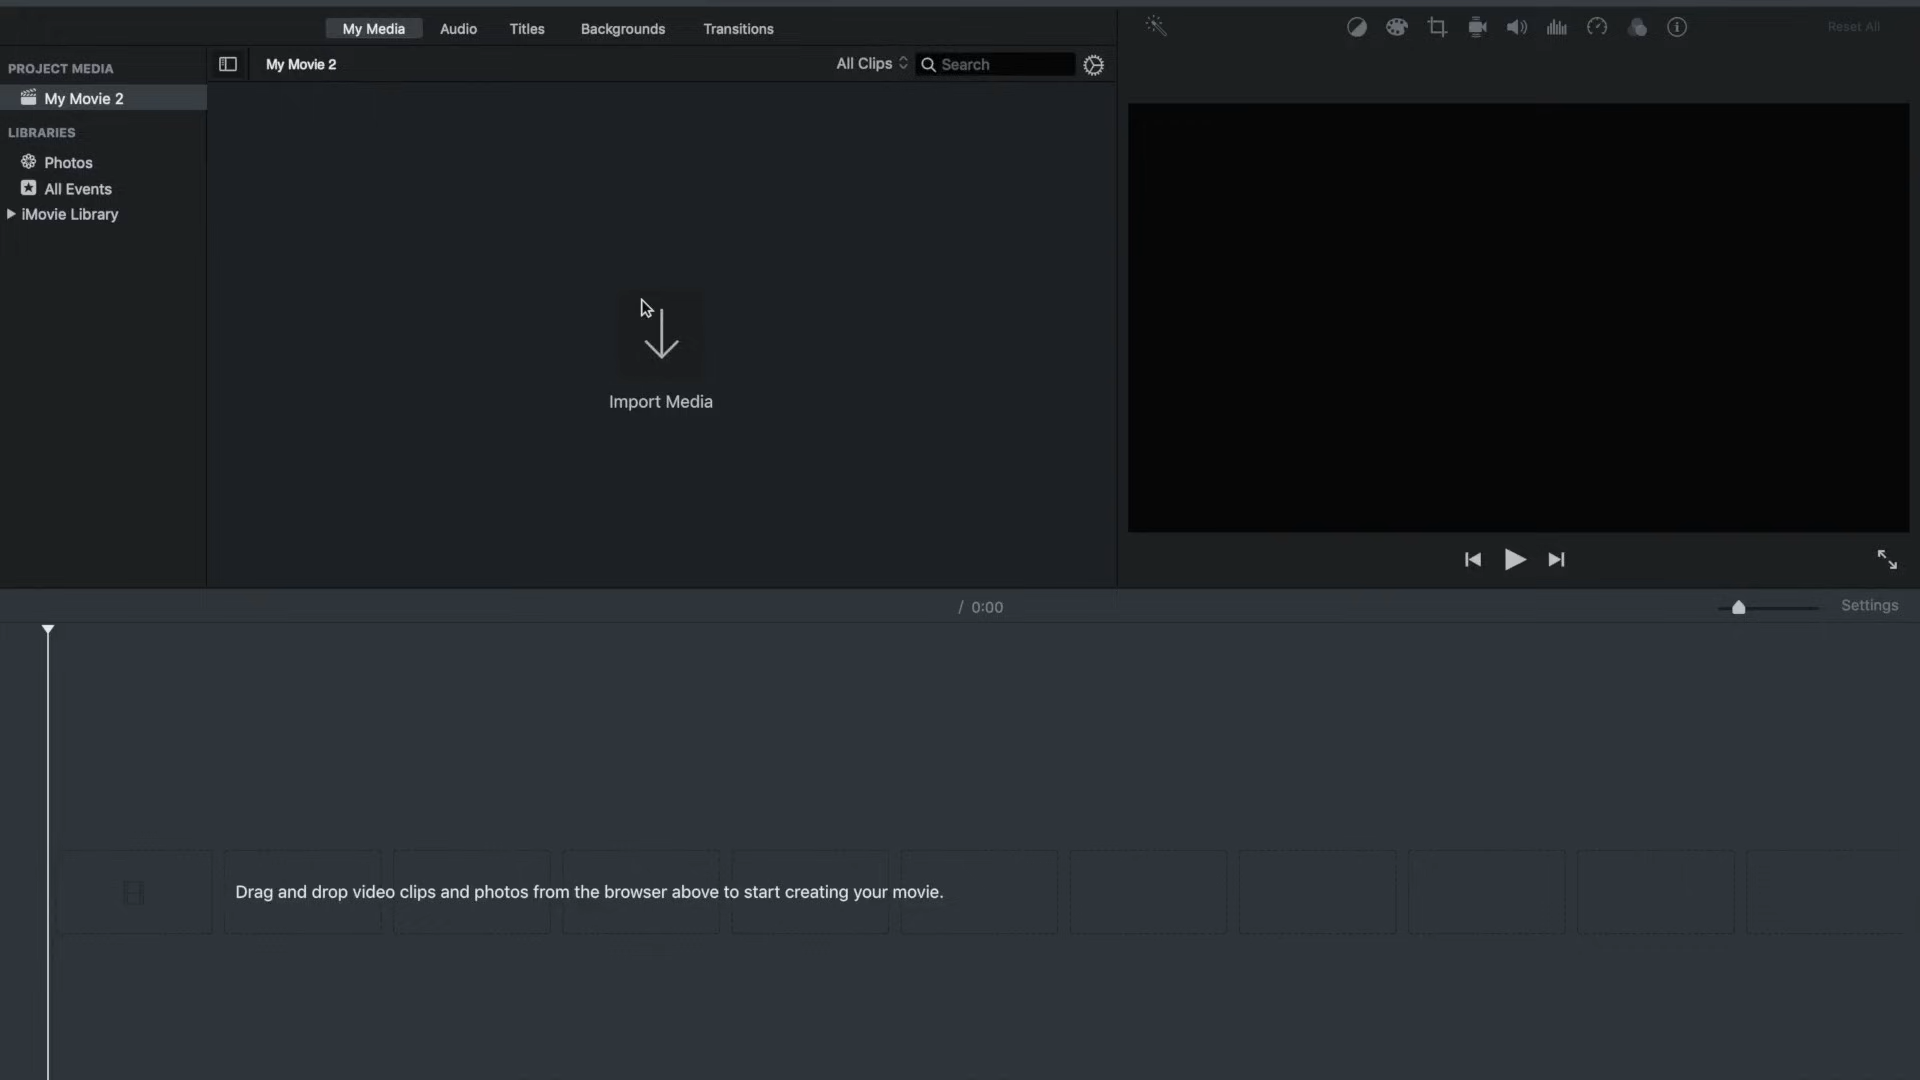 My Media
Audio
Titles
Backgrounds
Transitions
Reset All
PROJECT MEDIA
My Movie 2
All Clips
Search
My Movie 2
LIBRARIES
Photos
All Events
iMovie Library
Import Media
/ 0:00
Settings
Drag and drop video clips and photos from the browser above to start creating your movie.